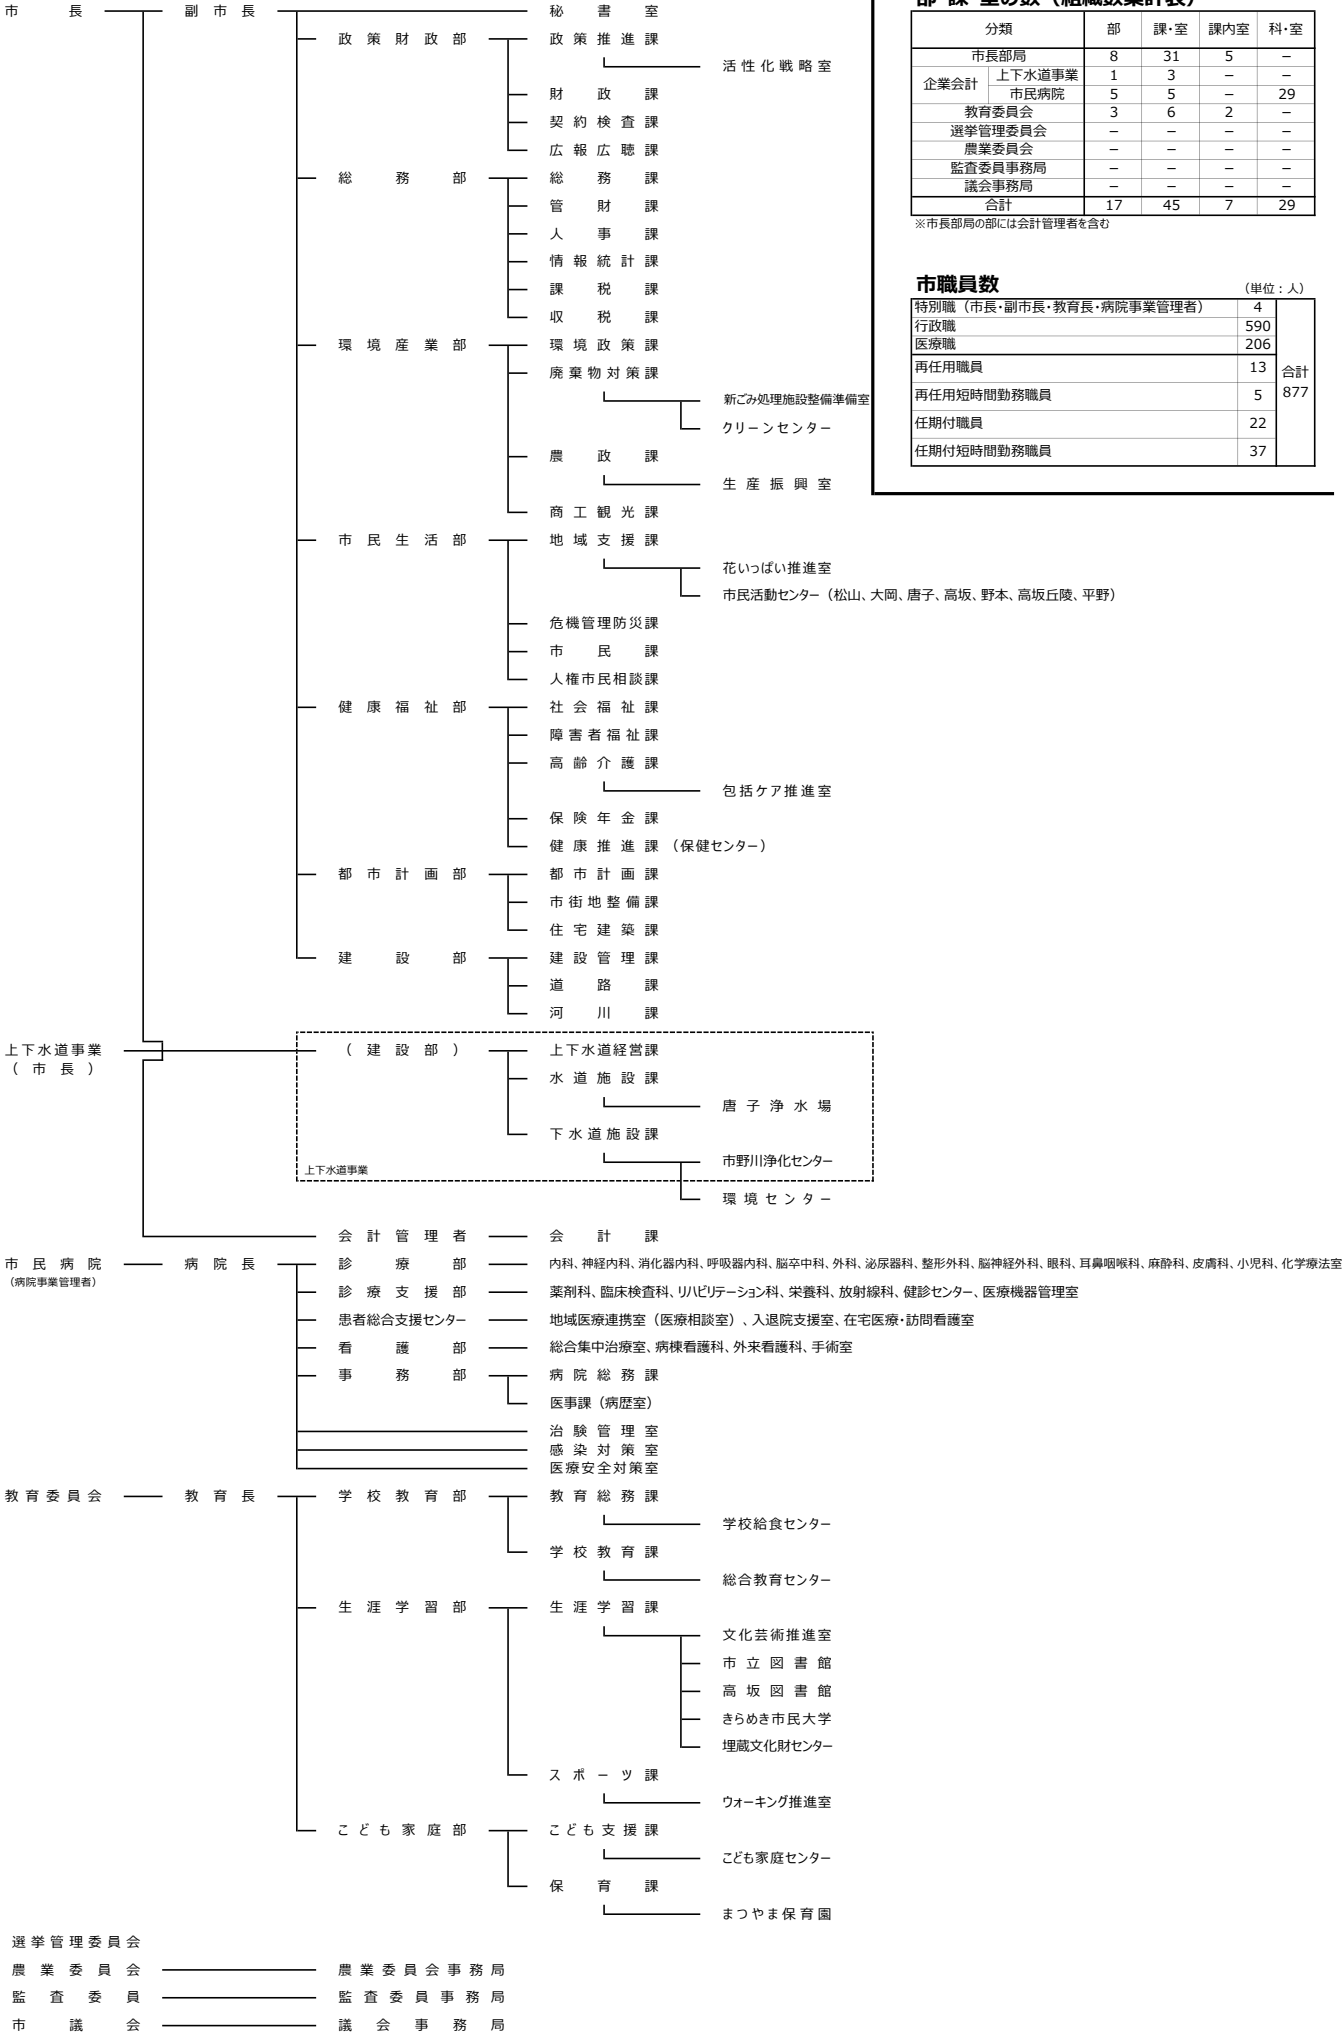 市長 副市長 秘書室
政策財政部 政策推進課
活性化戦略室
財政課
契約検査課
広報広聴課
総務部 総務課
管財課
人事課
情報統計課
課税課
収税課
環境産業部 環境政策課
廃棄物対策課
新ごみ処理施設整備準備室
クリーンセンター
農政課
生産振興室
商工観光課
市民生活部 地域支援課
花いっぱい推進室
市民活動センター（松山、大岡、唐子、高坂、野本、高坂丘陵、平野）
危機管理防災課
市民課
人権市民相談課
健康福祉部 社会福祉課
障害者福祉課
高齢介護課
包括ケア推進室
保険年金課
健康推進課（保健センター）
都市計画部 都市計画課
市街地整備課
住宅建築課
建設部 建設管理課
道路課
河川課
上下水道事業 （建設部） 上下水道経営課
（市長）
水道施設課
唐子浄水場
下水道施設課
市野川浄化センター
上下水道事業
環境センター
会計管理者 会計課
市民病院 病院長 診療部 内科、神経内科、消化器内科、呼吸器内科、脳卒中科、外科、泌尿器科、整形外科、脳神経外科、眼科、耳鼻咽喉科、麻酔科、皮膚科、小児科、化学療法室
（病院事業管理者）
診療支援部 薬剤科、臨床検査科、リハビリテーション科、栄養科、放射線科、健診センター、医療機器管理室
患者総合支援センター 地域医療連携室（医療相談室）、入退院支援室、在宅医療・訪問看護室
看護部 総合集中治療室、病棟看護科、外来看護科、手術室
事務部 病院総務課
医事課（病歴室）
治験管理室
感染対策室
医療安全対策室
教育委員会 教育長 学校教育部 教育総務課
学校給食センター
学校教育課
総合教育センター
生涯学習部 生涯学習課
文化芸術推進室
市立図書館
高坂図書館
きらめき市民大学
埋蔵文化財センター
スポーツ課
ウォーキング推進室
こども家庭部 こども支援課
こども家庭センター
保育課
まつやま保育園
選挙管理委員会
農業委員会 農業委員会事務局
監査委員 監査委員事務局
市議会 議会事務局
部・課・室の数（組織数集計表）
分類 部 課・室 課内室 科・室
市長部局 8 31 5 －
企業会計 上下水道事業 1 3 － －
市民病院 5 5 － 29
教育委員会 3 6 2 －
選挙管理委員会 － － － －
農業委員会 － － － －
監査委員事務局 － － － －
議会事務局 － － － －
合計 17 45 7 29
※市長部局の部には会計管理者を含む
市職員数 （単位：人）
特別職（市長・副市長・教育長・病院事業管理者） 4
行政職 590
医療職 206
再任用職員 13
再任用短時間勤務職員 5
任期付職員 22
任期付短時間勤務職員 37
合計
877